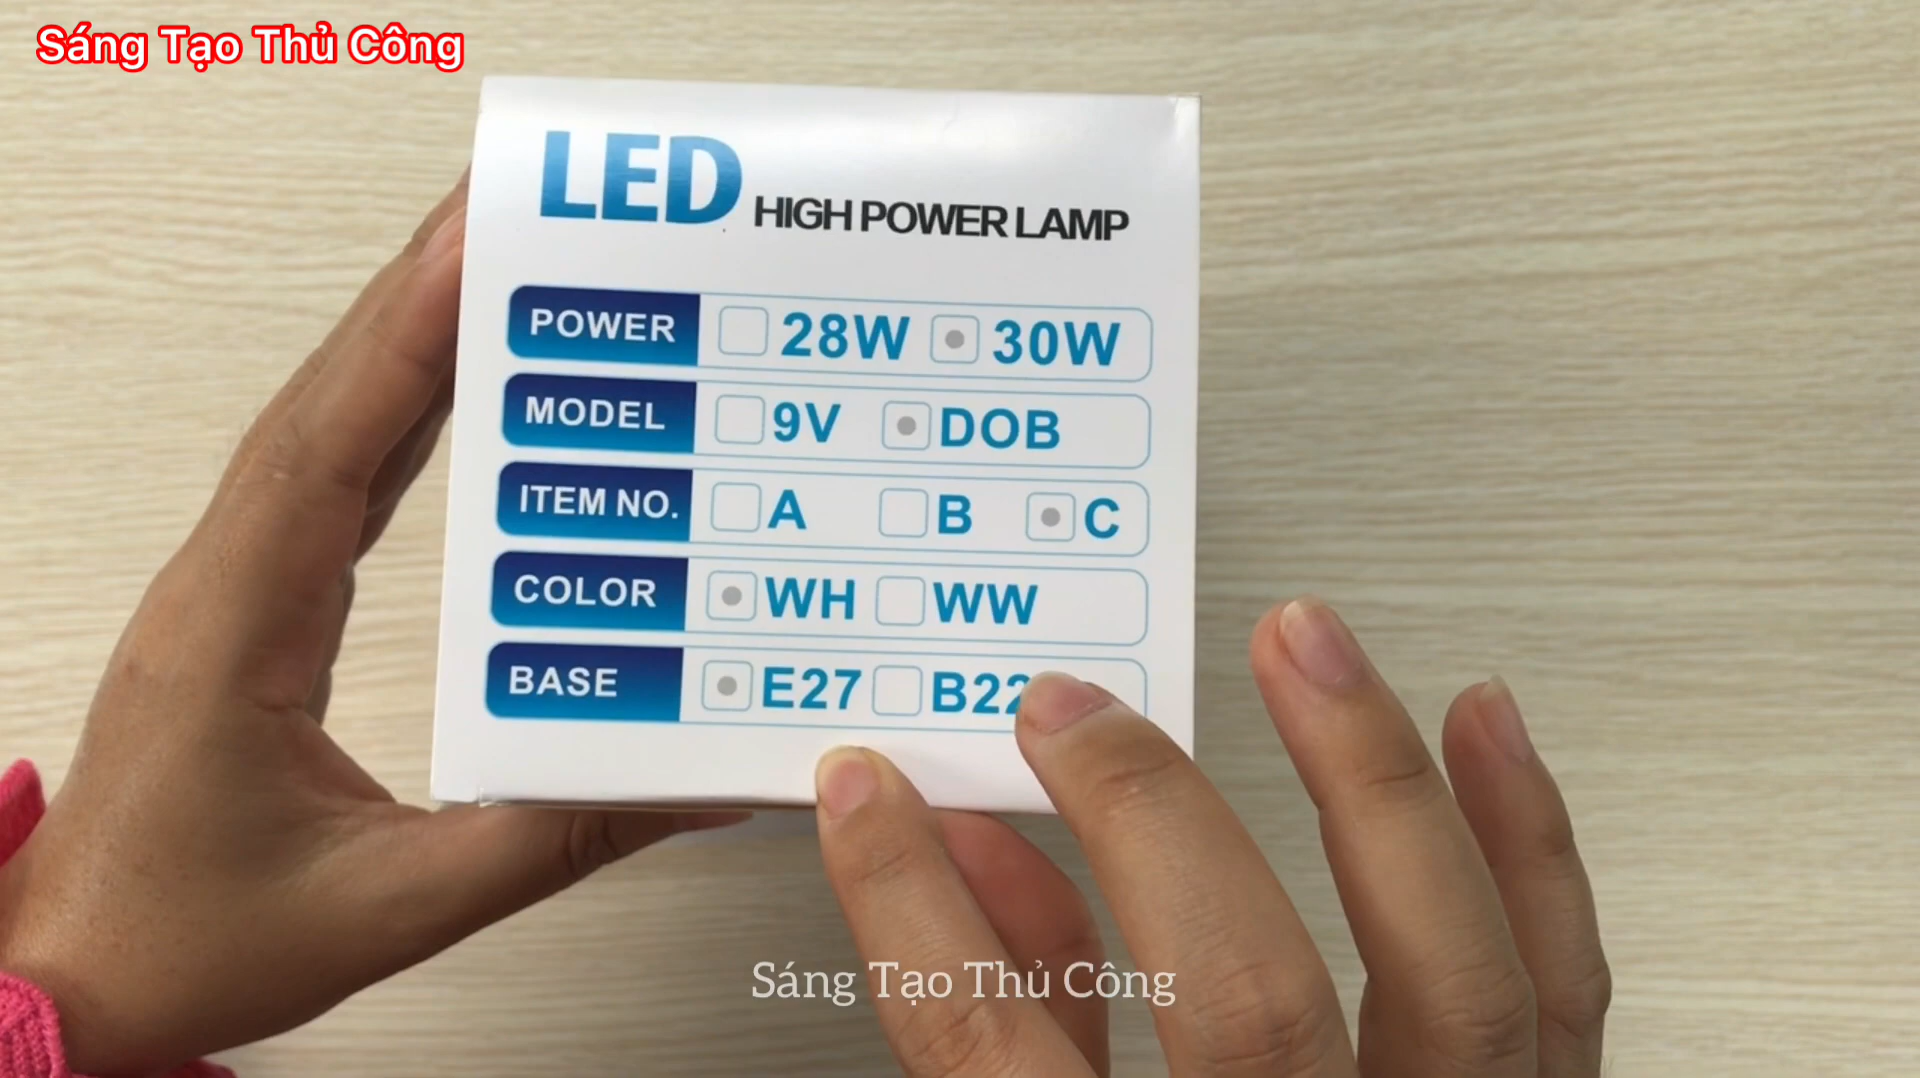 Sáng Tạo Thủ Công
LED HIGH POWER LAMP
POWER 28W 30W
MODEL 9V DOB
ITEM NO. A B C
COLOR WH WW
BASE E27 B22
Sáng Tạo Thủ Công